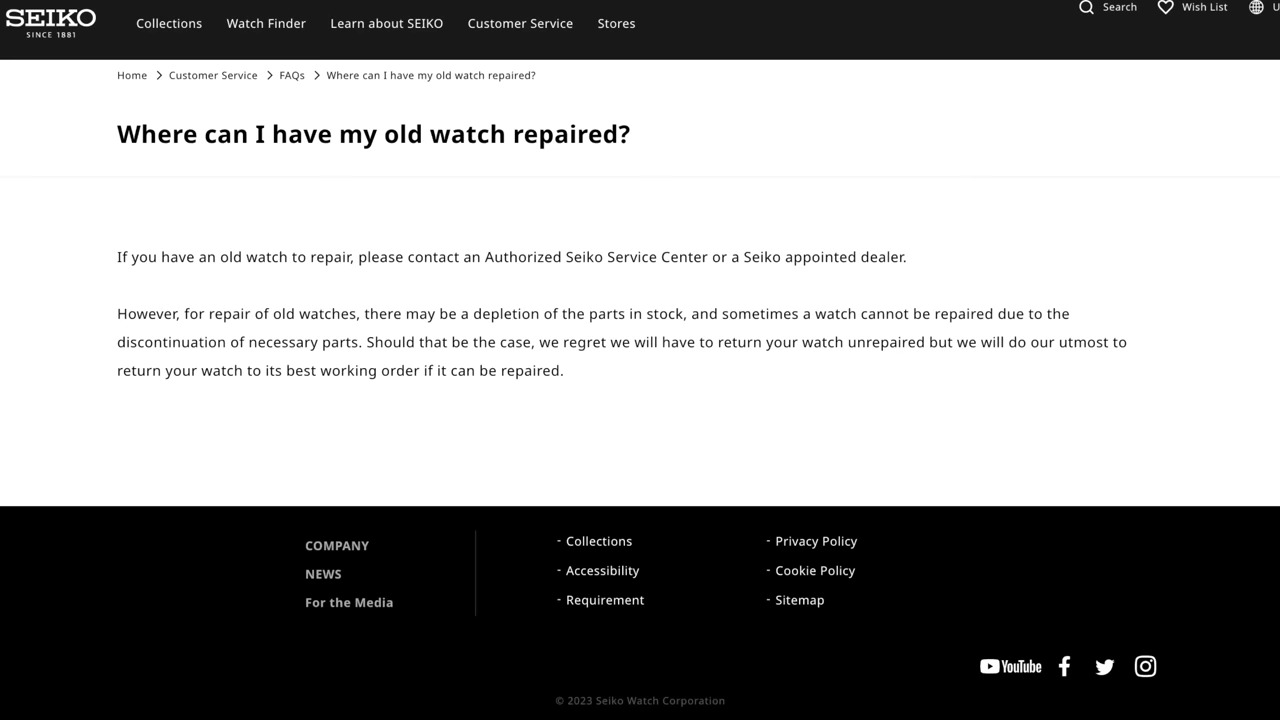 SEIKO
SINCE 1881
Collections Watch Finder Learn about SEIKO Customer Service Stores
Search Wish List U
Home > Customer Service > FAQs > Where can I have my old watch repaired?
Where can I have my old watch repaired?
If you have an old watch to repair, please contact an Authorized Seiko Service Center or a Seiko appointed dealer.
However, for repair of old watches, there may be a depletion of the parts in stock, and sometimes a watch cannot be repaired due to the
discontinuation of necessary parts. Should that be the case, we regret we will have to return your watch unrepaired but we will do our utmost to
return your watch to its best working order if it can be repaired.
COMPANY
NEWS
For the Media
- Collections
- Accessibility
- Requirement
- Privacy Policy
- Cookie Policy
- Sitemap
YouTube
© 2023 Seiko Watch Corporation